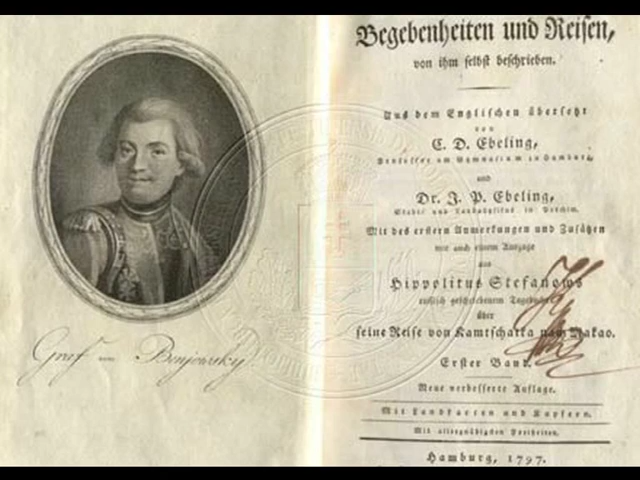 Graf von Benjowsky
Begebenheiten und Reisen,
von ihm selbst beschrieben.
Aus dem Englischen übersetzt
von
C. D. Ebeling,
Professor am Gymnasium in Hamburg,
und
Dr. J. P. Ebeling,
und in Parchim.
Mit des erstern Anmerkungen und Zusätzen
wie auch einem Auszuge
aus
Hippolitus Stefanows
russisch geschriebenem Tagebuche
über
seine Reise von Kamtschatka nach Makao.
Erster Band.
Neue verbesserte Auflage.
Mit Landkarten und Kupfern.
Mit allergnädigsten Freiheiten.
Hamburg, 1797.